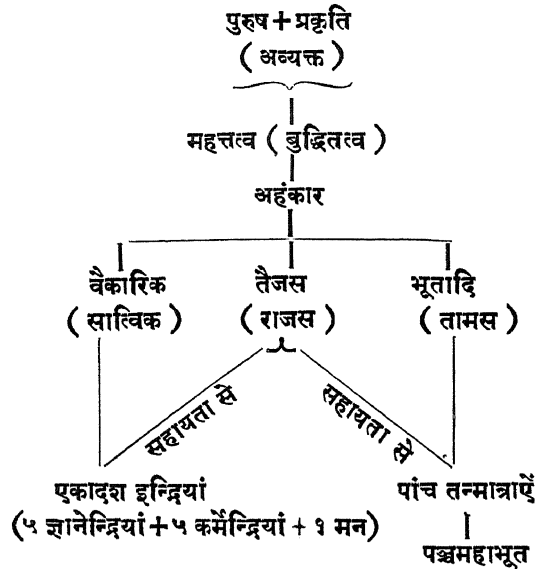 पुरुष + प्रकृति
( अव्यक्त )
महत्तत्व ( बुद्धितत्व )
अहंकार
वैकारिक तैजस भूतादि
( सात्विक ) ( राजस ) ( तामस )
सहायता से सहायता से
एकादश इन्द्रियां पांच तन्मात्राऐं
(५ ज्ञानेन्द्रियां + ५ कर्मेन्द्रियां + १ मन)
पञ्चमहाभूत